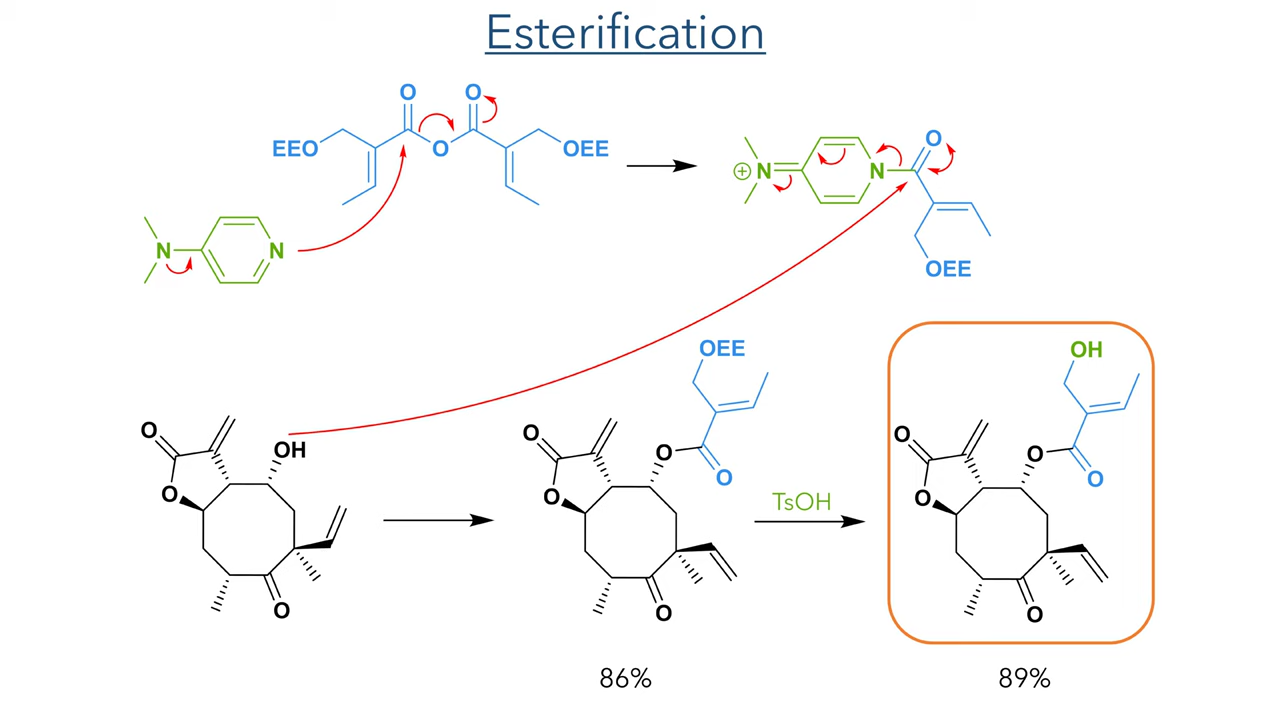 Esterification
O O
EEO O OEE
N N
⊕ N N O
OEE
O OH
O
O
OEE
O O
O O
O
TsOH
OH
O O
O O
O
86% 89%